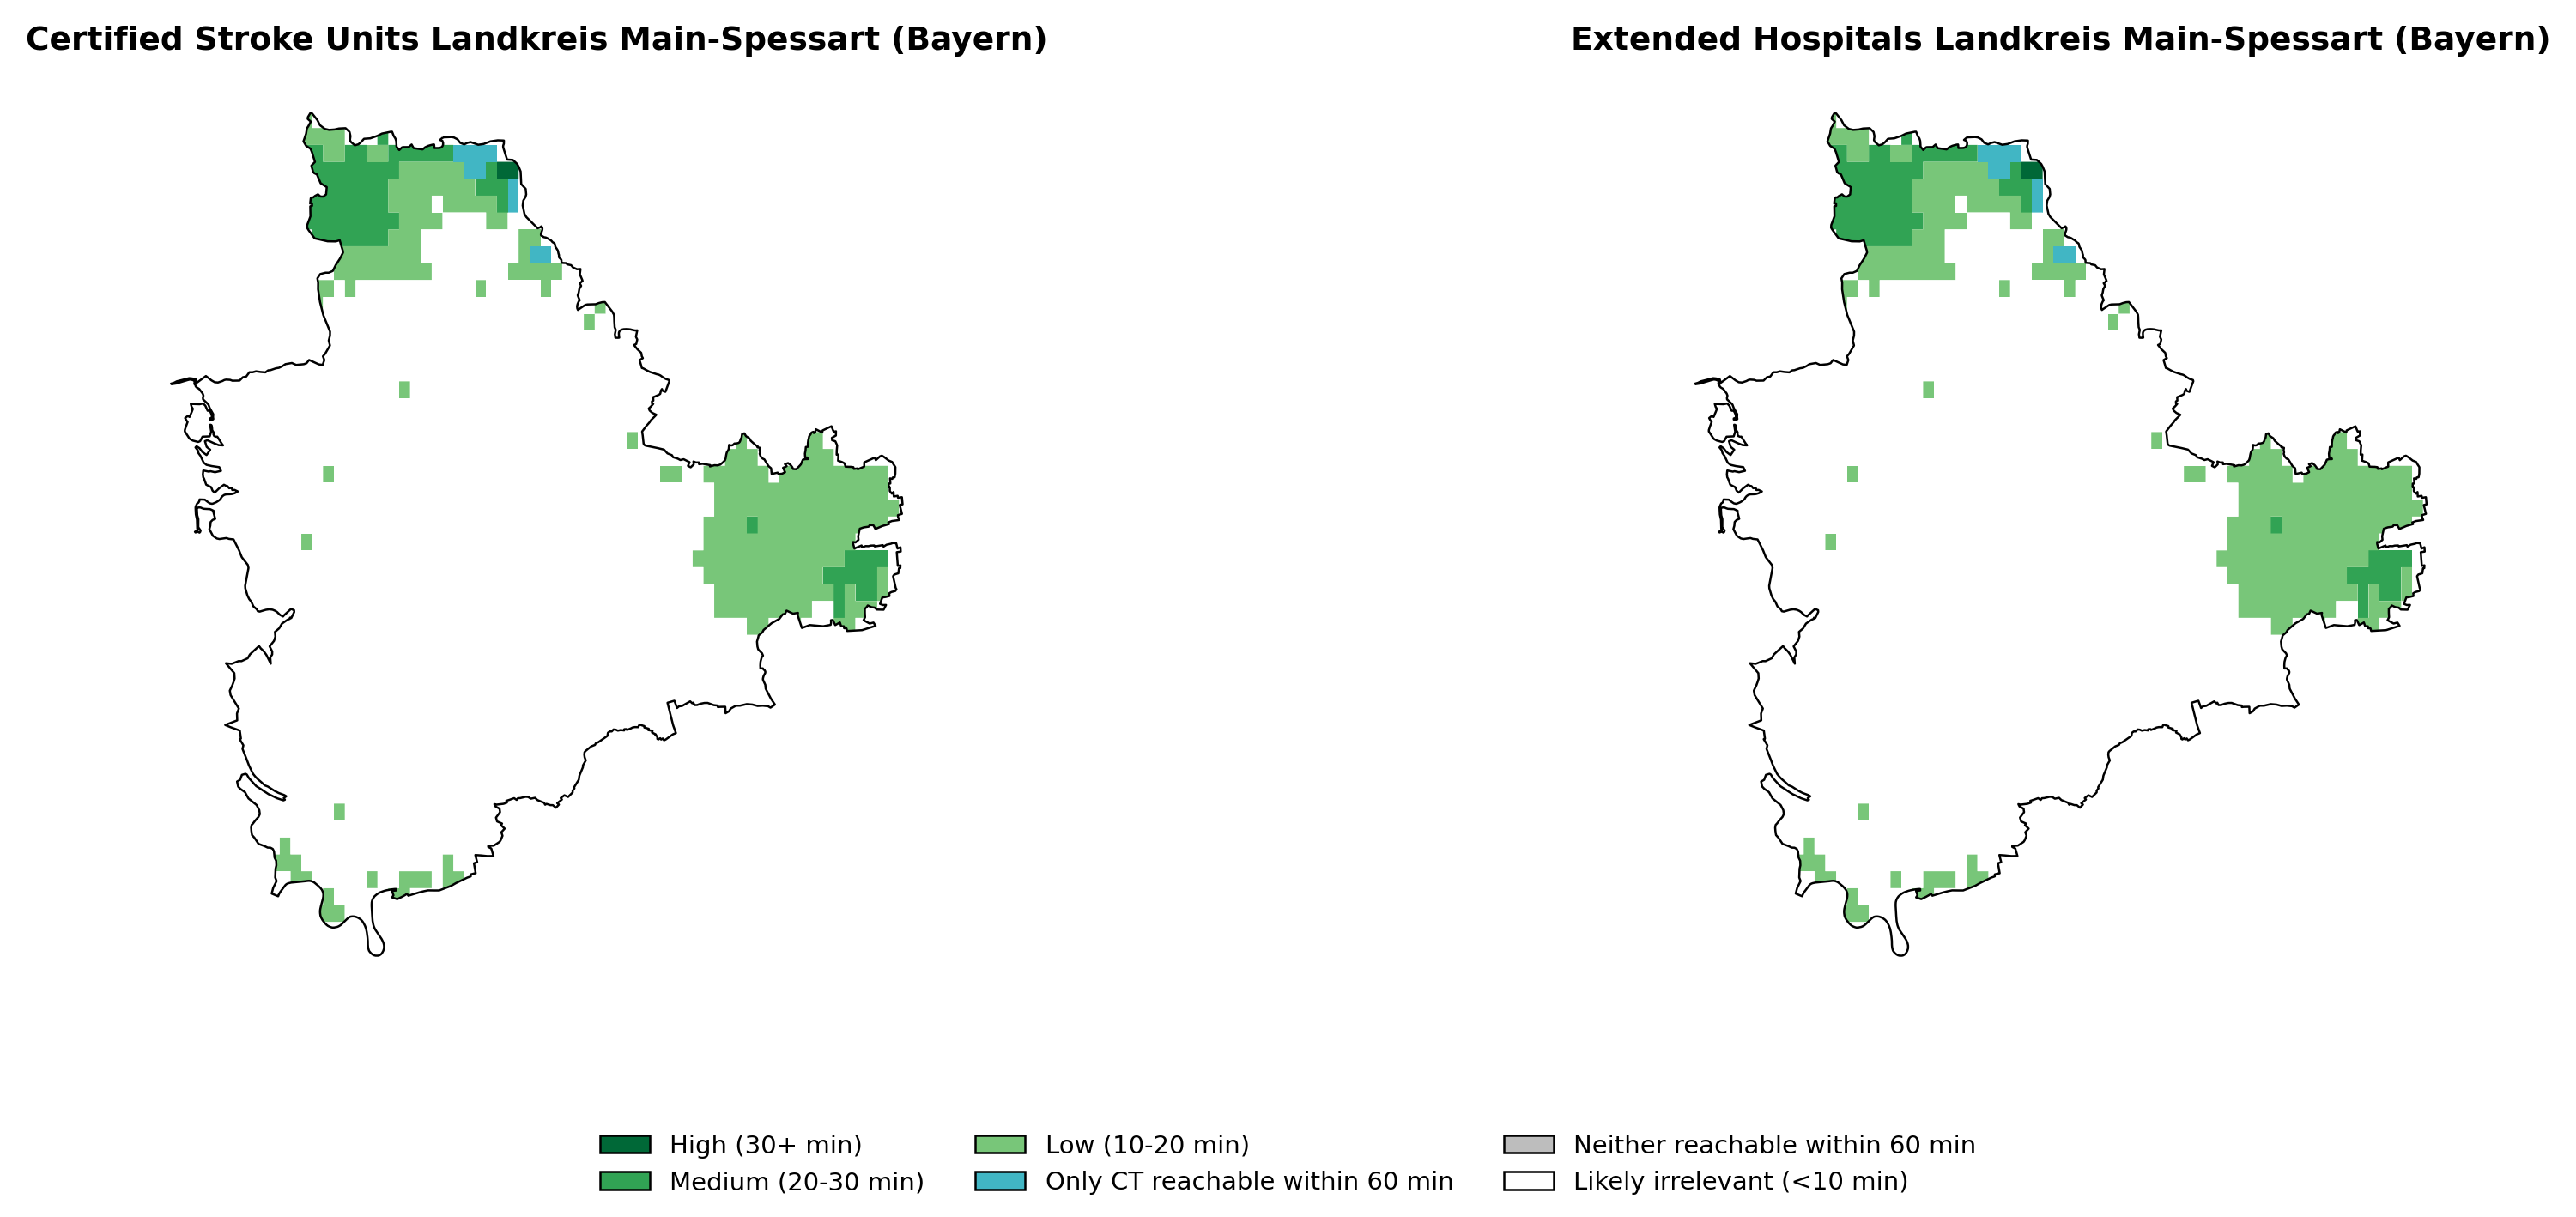 Certified Stroke Units Landkreis Main-Spessart (Bayern)
Extended Hospitals Landkreis Main-Spessart (Bayern)
High (30+ min)
Medium (20-30 min)
Low (10-20 min)
Only CT reachable within 60 min
Neither reachable within 60 min
Likely irrelevant (<10 min)